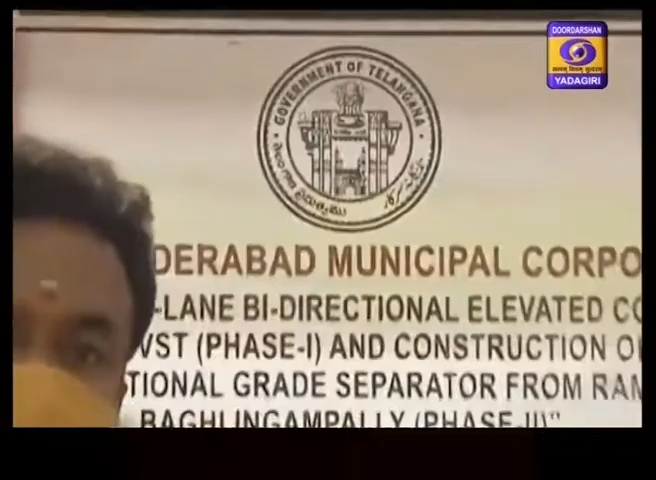 DOORDARSHAN
YADAGIRI
GOVERNMENT OF TELANGANA
DERABAD MUNICIPAL CORPO
-LANE BI-DIRECTIONAL ELEVATED CO
VST (PHASE-I) AND CONSTRUCTION O
TIONAL GRADE SEPARATOR FROM RAM
BAGHLINGAMPALLY (PHASE-II)"